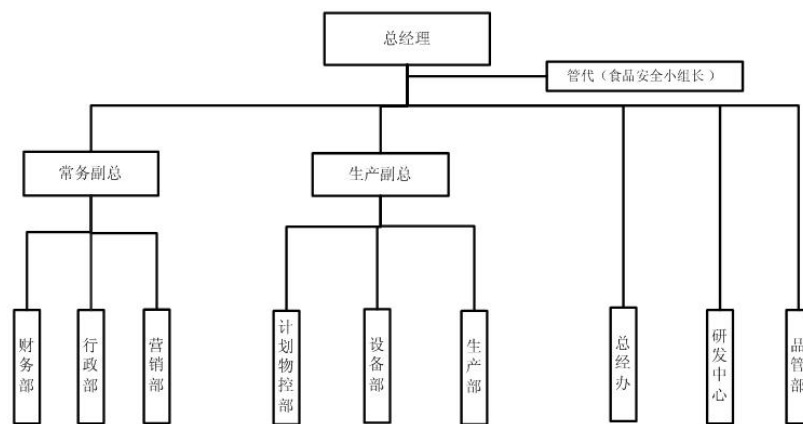 总经理
管代（食品安全小组长）
常务副总
生产副总
财务部
行政部
营销部
计划物控部
设备部
生产部
总经办
研发中心
品管部